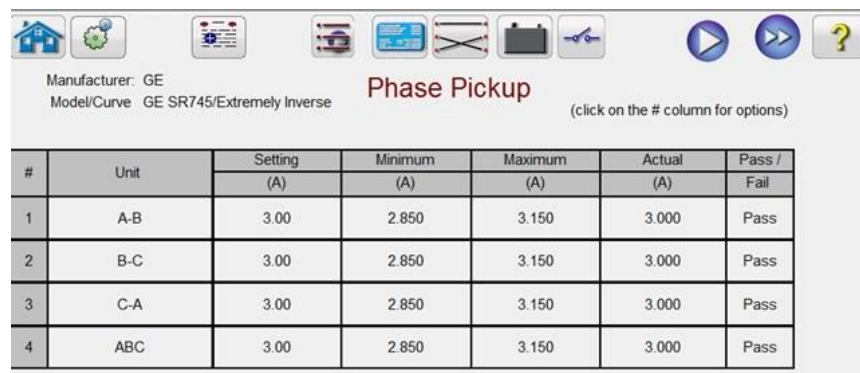 Manufacturer: GE
Model/Curve GE SR745/Extremely Inverse
Phase Pickup
(click on the # column for options)
# Unit Setting Minimum Maximum Actual Pass /
(A) (A) (A) (A) Fail
1 A-B 3.00 2.850 3.150 3.000 Pass
2 B-C 3.00 2.850 3.150 3.000 Pass
3 C-A 3.00 2.850 3.150 3.000 Pass
4 ABC 3.00 2.850 3.150 3.000 Pass